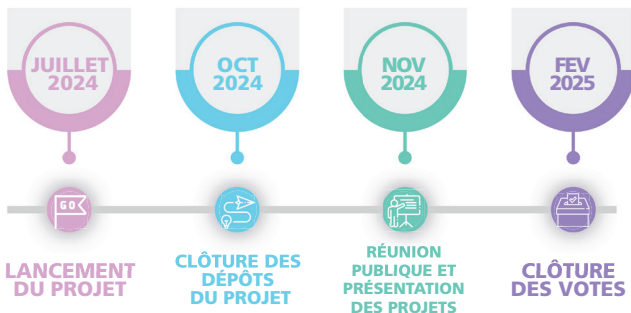 JUILLET
2024
OCT
2024
NOV
2024
FEV
2025
GO
LANCEMENT
DU PROJET
CLÔTURE DES
DÉPÔTS
DU PROJET
RÉUNION
PUBLIQUE ET
PRÉSENTATION
DES PROJETS
CLÔTURE
DES VOTES